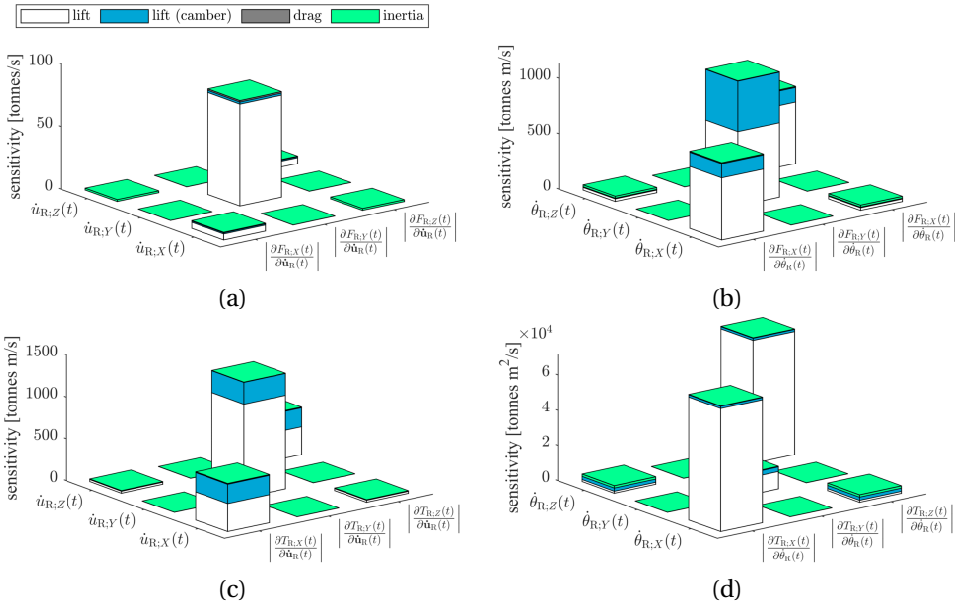 lift lift (camber) drag inertia
sensitivity [tonnes/s]
100
50
0
u̇R;Z(t)
u̇R;Y(t)
u̇R;X(t)
|∂FR;X(t)/∂u̇R(t)|
|∂FR;Y(t)/∂u̇R(t)|
|∂FR;Z(t)/∂u̇R(t)|
(a)
sensitivity [tonnes m/s]
1000
500
0
θ̇R;Z(t)
θ̇R;Y(t)
θ̇R;X(t)
|∂FR;X(t)/∂θ̇R(t)|
|∂FR;Y(t)/∂θ̇R(t)|
|∂FR;X(t)/∂θ̇R(t)|
(b)
sensitivity [tonnes m/s]
1500
1000
500
0
u̇R;Z(t)
u̇R;Y(t)
u̇R;X(t)
|∂TR;X(t)/∂u̇R(t)|
|∂TR;Y(t)/∂u̇R(t)|
|∂TR;Z(t)/∂u̇R(t)|
(c)
sensitivity [tonnes m²/s]
×10⁴
6
4
2
0
θ̇R;Z(t)
θ̇R;Y(t)
θ̇R;X(t)
|∂TR;X(t)/∂θ̇R(t)|
|∂TR;Y(t)/∂θ̇R(t)|
|∂TR;Z(t)/∂θ̇R(t)|
(d)